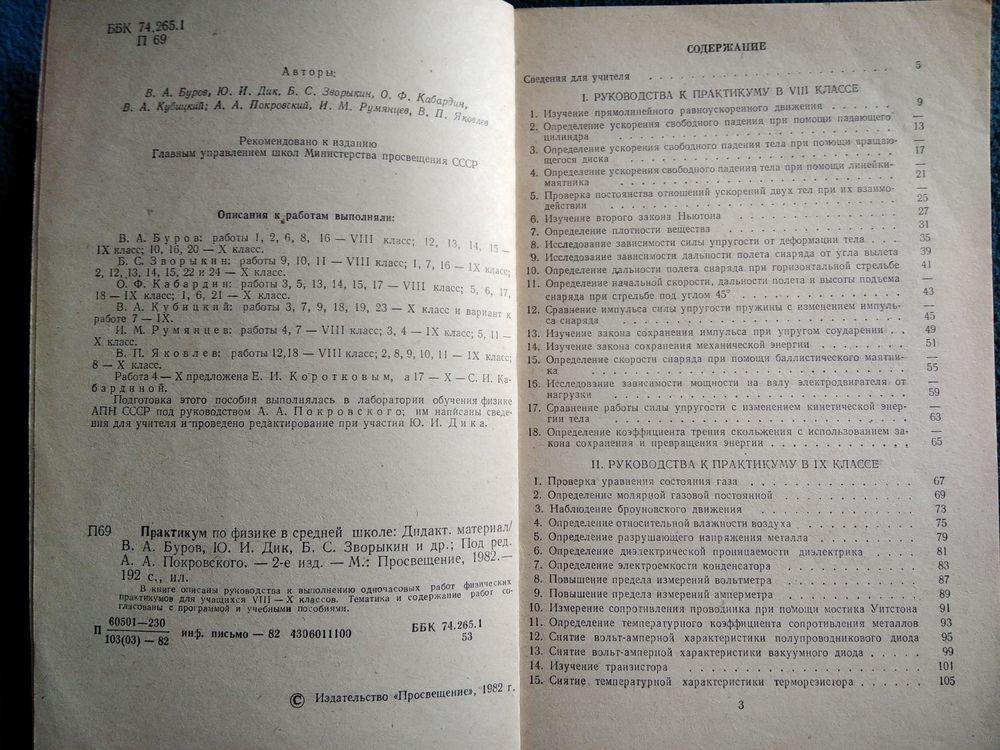 ББК 74.265.1
П 69
Авторы:
В. А. Буров, Ю. И. Дик, Б. С. Зворыкин, О. Ф. Кабардин,
В. А. Кубицкий; А. А. Покровский, И. М. Румянцев, В. П. Яковлев
Рекомендовано к изданию
Главным управлением школ Министерства просвещения СССР
Описания к работам выполняли:
В. А. Буров: работы 1, 2, 6, 8, 16 — VIII класс; 12, 13, 14, 15 —
IX класс; 10, 16, 20 — X класс.
Б. С. Зворыкин: работы 9, 10, 11 — VIII класс; 1, 7, 16 — IX класс;
2, 12, 13, 14, 15, 22 и 24 — X класс.
О. Ф. Кабардин: работы 3, 5, 13, 14, 15, 17 — VIII класс; 5, 6, 17,
18 — IX класс; 1, 6, 21 — X класс.
В. А. Кубицкий: работы 3, 7, 9, 18, 19, 23 — X класс и вариант к
работе 7 — IX.
И. М. Румянцев: работы 4, 7 — VIII класс; 3, 4 — IX класс; 5, 11 —
X класс.
В. П. Яковлев: работы 12,18 — VIII класс; 2, 8, 9, 10, 11 — IX класс;
8 — X класс.
Работа 4 — X предложена Е. И. Коротковым, а 17 — X — С. И. Ка-
бардиной.
Подготовка этого пособия выполнялась в лаборатории обучения физике
АПН СССР под руководством А. А. Покровского; им написаны сведе-
ния для учителя и проведено редактирование при участии Ю. И. Дика.
П69 Практикум по физике в средней школе: Дидакт. материал/
В. А. Буров, Ю. И. Дик, Б. С. Зворыкин и др.; Под ред.
А. А. Покровского. — 2-е изд. — М.: Просвещение, 1982.—
192 с., ил.
В книге описаны руководства к выполнению одночасовых работ физических
практикумов для учащихся VIII — X классов. Тематика и содержание работ со-
гласованы с программой и учебными пособиями.
П 60501—230
103(03) — 82 инф. письмо — 82 4306011100
ББК 74.265.1
53
© Издательство «Просвещение», 1982 г.
СОДЕРЖАНИЕ
Сведения для учителя . . . . . . . . . . . . . . . . 5
I. РУКОВОДСТВА К ПРАКТИКУМУ В VIII КЛАССЕ
1. Изучение прямолинейного равноускоренного движения . . . . . . 9
2. Определение ускорения свободного падения при помощи падающего —
цилиндра . . . . . . . . . . . . . . . . 13
3. Определение ускорения свободного падения тела при помощи вращаю- —
щегося диска . . . . . . . . . . . . . . . . 17
4. Определение ускорения свободного падения тела при помощи линейки- —
маятника . . . . . . . . . . . . . . . . 21
5. Проверка постоянства отношений ускорений двух тел при их взаимо- —
действии . . . . . . . . . . . . . . . . 25
6. Изучение второго закона Ньютона . . . . . . . . . . 27
7. Определение плотности вещества . . . . . . . . . . 31
8. Исследование зависимости силы упругости от деформации тела . . . . 35
9. Исследование зависимости дальности полета снаряда от угла вылета 39
10. Определение дальности полета снаряда при горизонтальной стрельбе 41
11. Определение начальной скорости, дальности полета и высоты подъема —
снаряда при стрельбе под углом 45° . . . . . . . . . . 43
12. Сравнение импульса силы упругости пружины с изменением импуль- —
са снаряда . . . . . . . . . . . . . . . . 45
13. Изучение закона сохранения импульса при упругом соударении . . 49
14. Изучение закона сохранения механической энергии . . . . . . 51
15. Определение скорости снаряда при помощи баллистического маятни- —
ка . . . . . . . . . . . . . . . . 55
16. Исследование зависимости мощности на валу электродвигателя от —
нагрузки . . . . . . . . . . . . . . . . 59
17. Сравнение работы силы упругости с изменением кинетической энер- —
гии тела . . . . . . . . . . . . . . . . 63
18. Определение коэффициента трения скольжения с использованием за- —
кона сохранения и превращения энергии . . . . . . . . . . 65
II. РУКОВОДСТВА К ПРАКТИКУМУ В IX КЛАССЕ
1. Проверка уравнения состояния газа . . . . . . . . . . 67
2. Определение молярной газовой постоянной . . . . . . . . 69
3. Наблюдение броуновского движения . . . . . . . . . . 73
4. Определение относительной влажности воздуха . . . . . . . 75
5. Определение разрушающего напряжения металла . . . . . . . 79
6. Определение диэлектрической проницаемости диэлектрика . . . . 81
7. Определение электроемкости конденсатора . . . . . . . . 83
8. Повышение предела измерений вольтметра . . . . . . . . 87
9. Повышение предела измерений амперметра . . . . . . . . 89
10. Измерение сопротивления проводника при помощи мостика Уитстона 91
11. Определение температурного коэффициента сопротивления металлов 93
12. Снятие вольт-амперной характеристики полупроводникового диода 95
13. Снятие вольт-амперной характеристики вакуумного диода . . . . . 99
14. Изучение транзистора . . . . . . . . . . . . . 101
15. Снятие температурной характеристики терморезистора . . . . . . 105
3